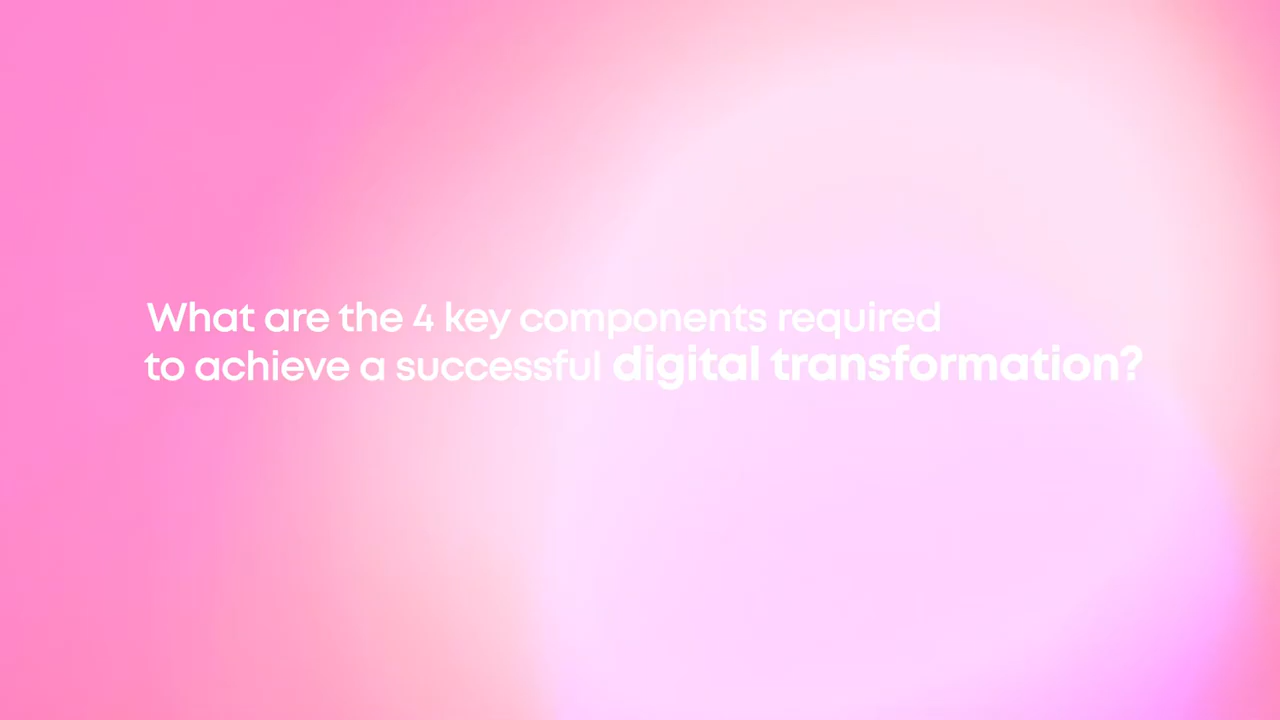 What are the 4 key components required
to achieve a successful digital transformation?